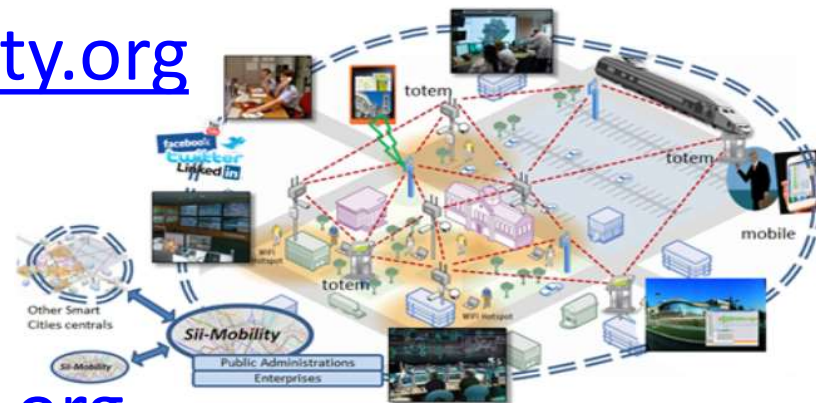 ty.org
totem
facebook
twitter
Linked in
totem
mobile
WiFi
Hotspot
totem
WiFi Hotspot
Other Smart
Cities centrals
Sii-Mobility
Sii-Mobility
Public Administrations
Enterprises
.org